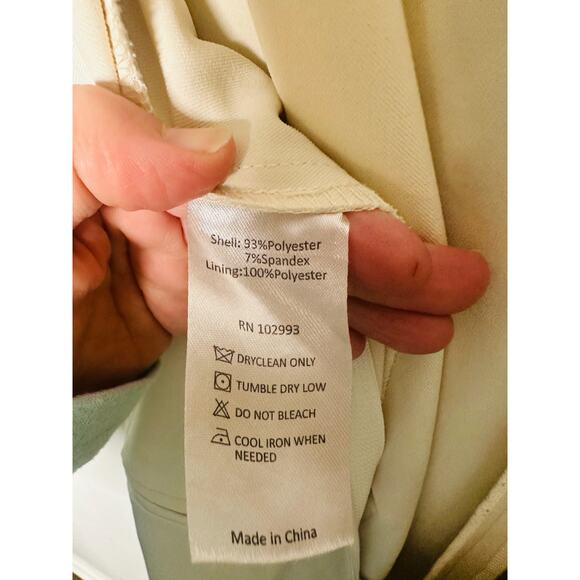 Shell: 93%Polyester
7%Spandex
Lining:100%Polyester
RN 102993
DRYCLEAN ONLY
TUMBLE DRY LOW
DO NOT BLEACH
COOL IRON WHEN
NEEDED
Made in China